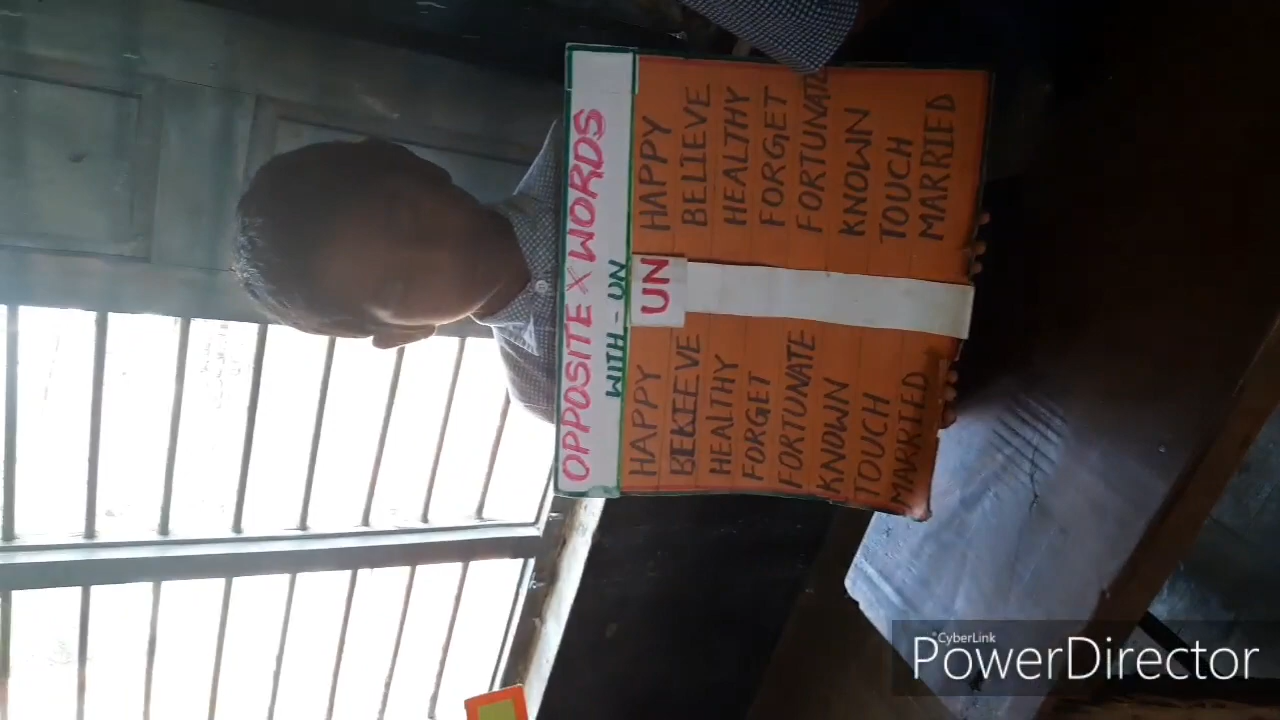 OPPOSITE X WORDS
WITH - UN
UN
HAPPY HAPPY
BEKEEVE BELIEVE
HEALTHY HEALTHY
FORGET FORGET
FORTUNATE FORTUNATE
KNOWN KNOWN
TOUCH TOUCH
MARRIED MARRIED
CyberLink
PowerDirector